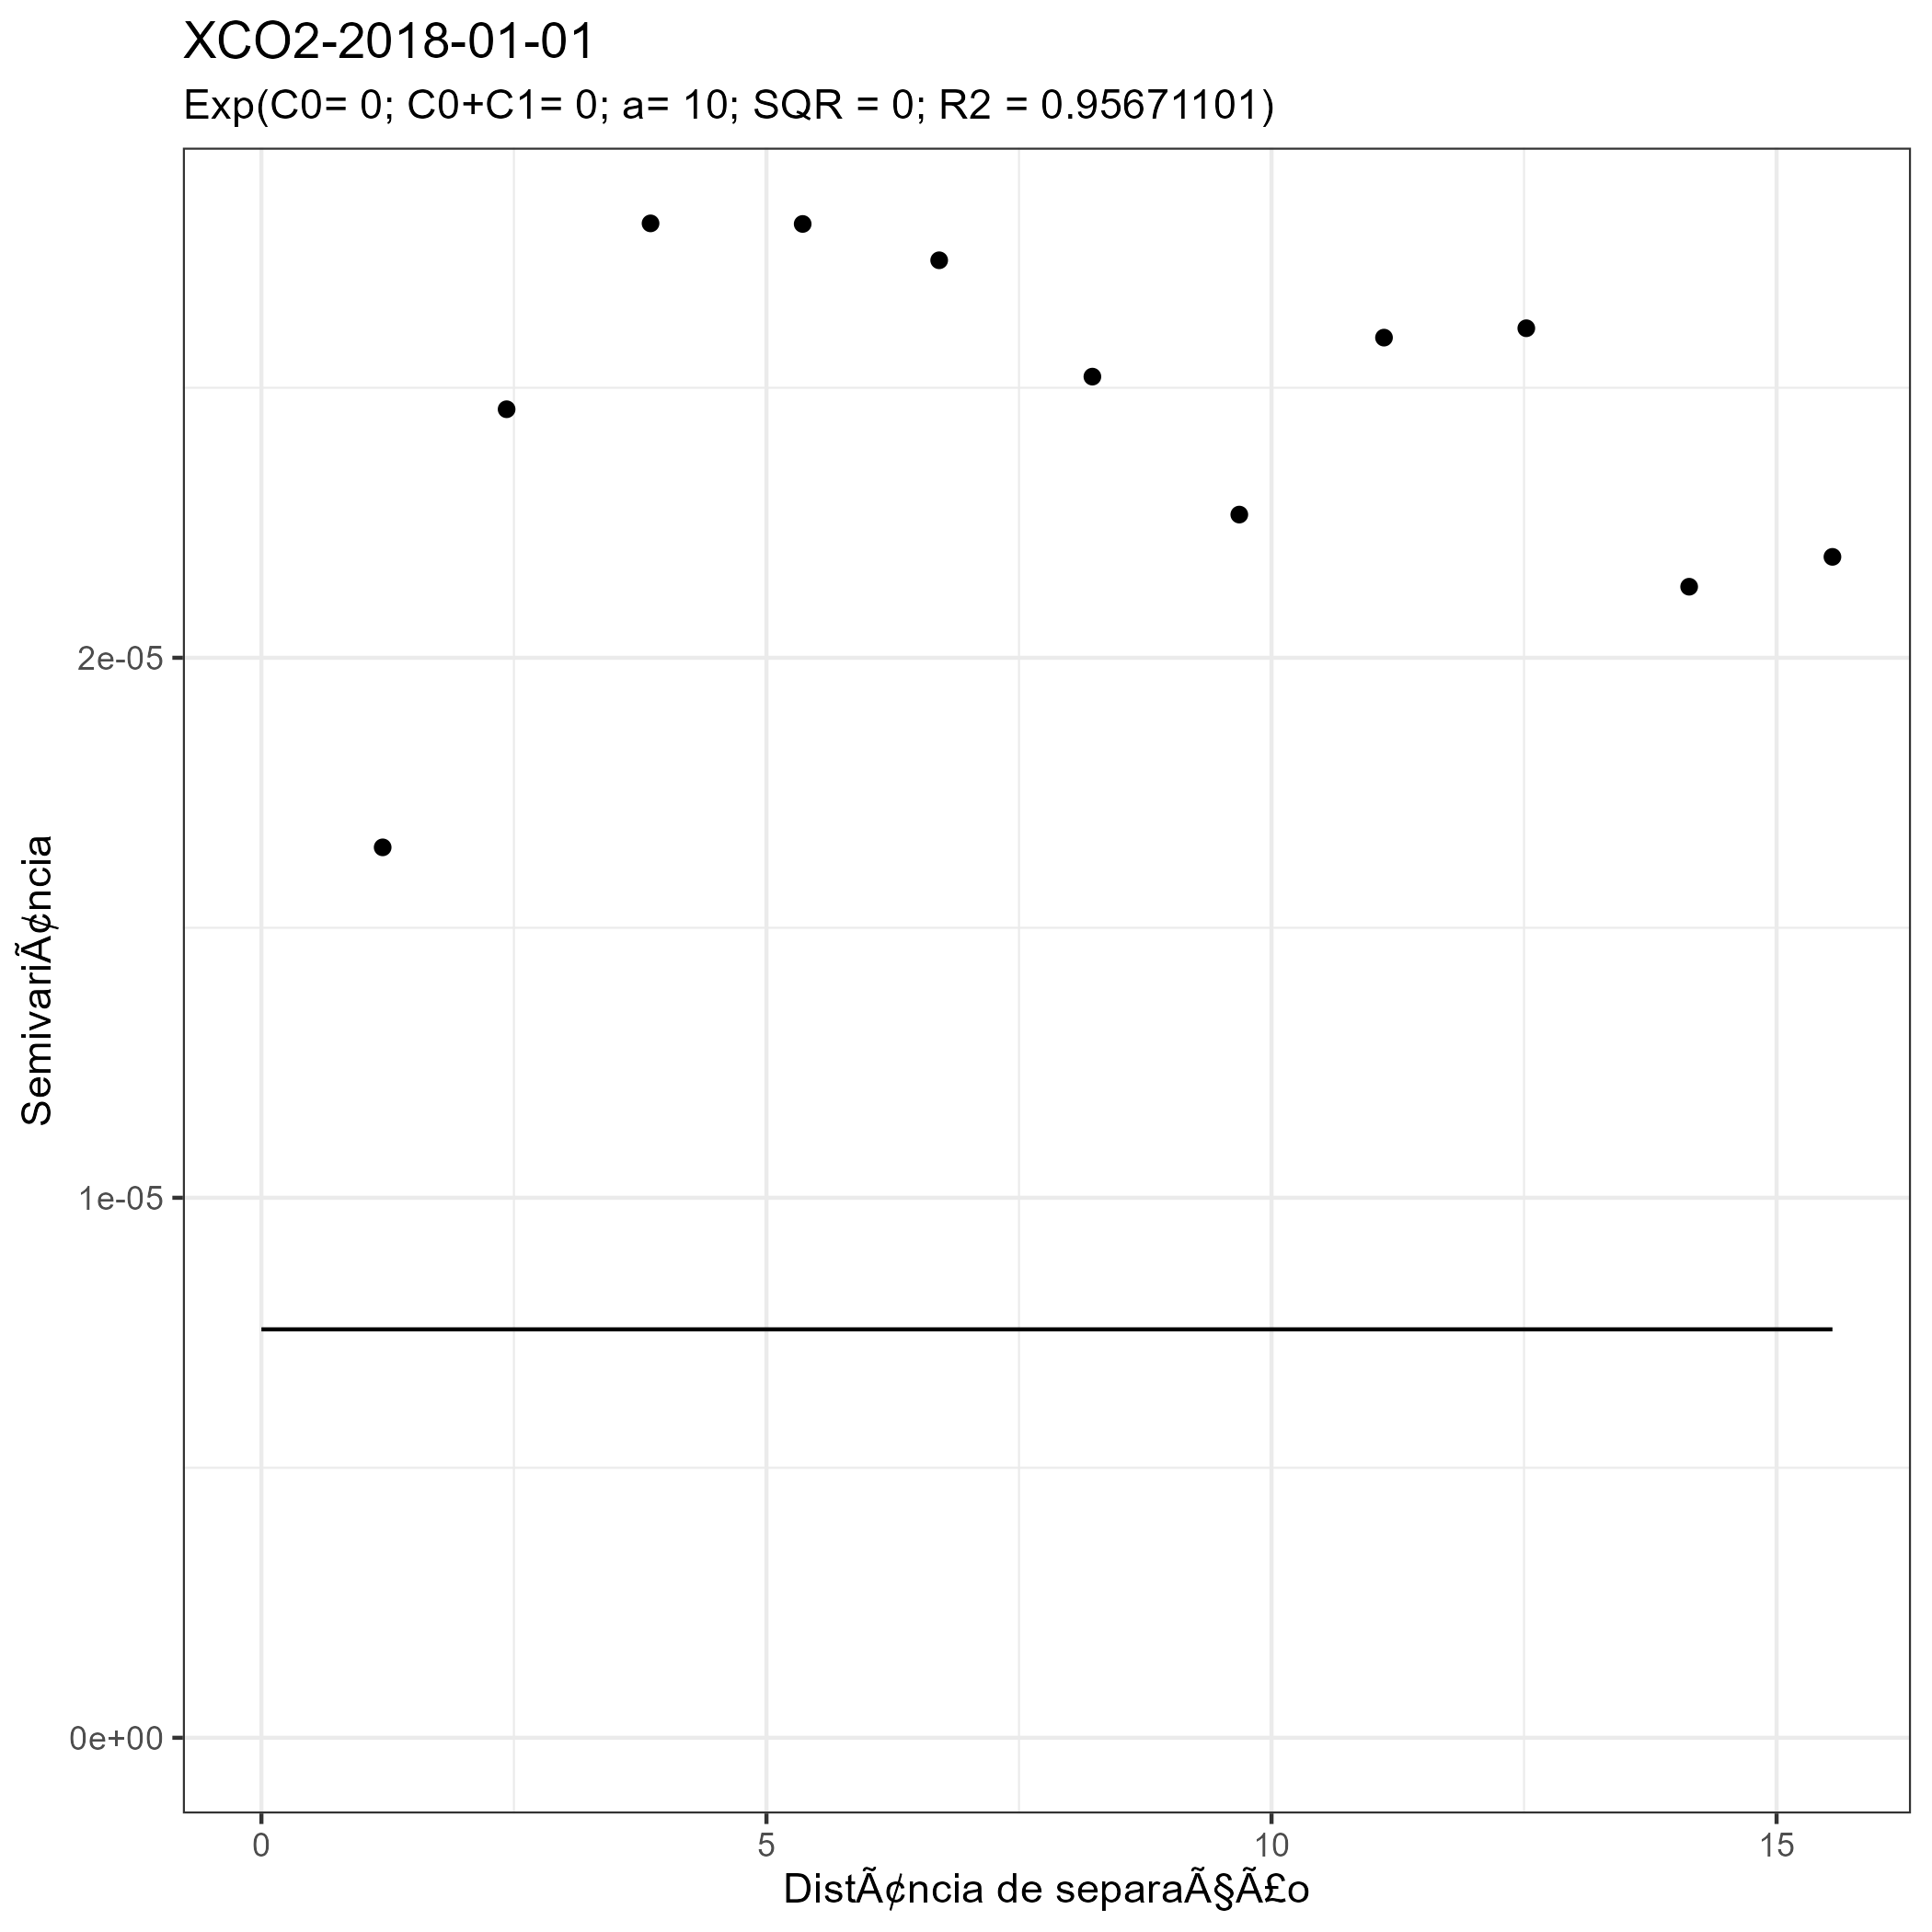 XCO2-2018-01-01
Exp(C0= 0; C0+C1= 0; a= 10; SQR = 0; R2 = 0.95671101)
SemivariÃ¢ncia
2e-05
1e-05
0e+00
0
5
10
15
DistÃ¢ncia de separaÃ§Ã£o